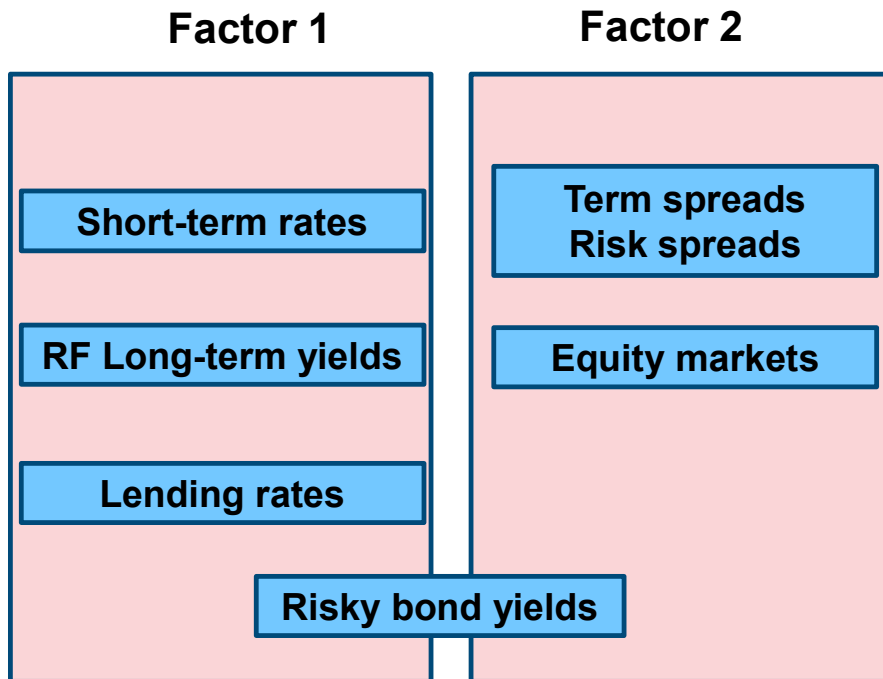 Factor 1
Factor 2
Short-term rates
RF Long-term yields
Lending rates
Term spreads
Risk spreads
Equity markets
Risky bond yields